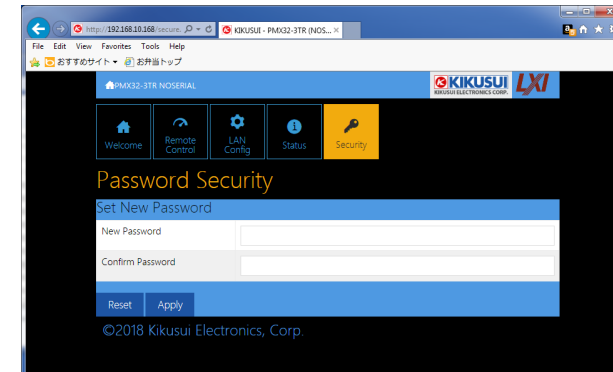 http://192.168.10.168/secure.
KIKUSUI - PMX32-3TR (NOS...
File Edit View Favorites Tools Help
おすすめサイト お弁当トップ
PMX32-3TR NOSERIAL
KIKUSUI
KIKUSUI ELECTRONICS CORP.
LXI
Welcome
Remote Control
LAN Config
Status
Security
Password Security
Set New Password
New Password
Confirm Password
Reset Apply
©2018 Kikusui Electronics, Corp.